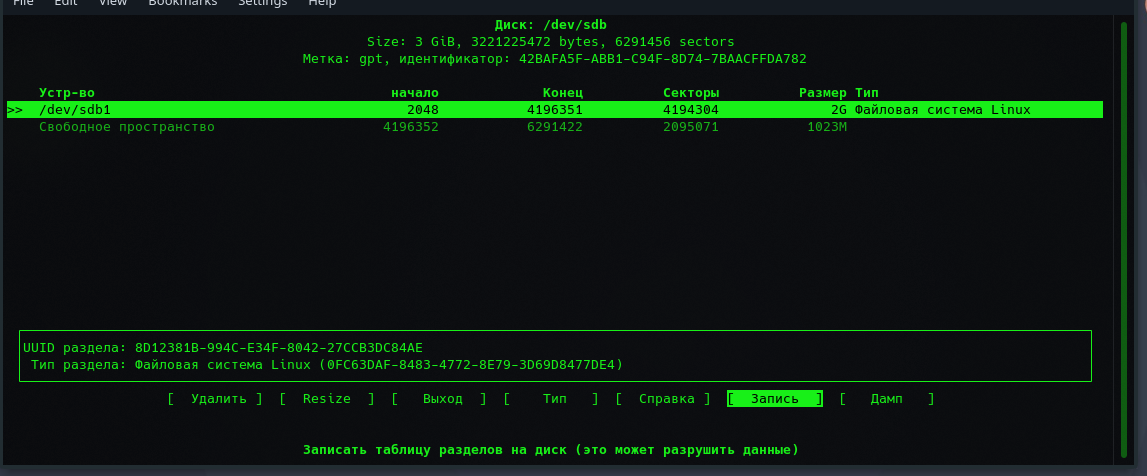 File Edit View Bookmarks Settings Help
Диск: /dev/sdb
Size: 3 GiB, 3221225472 bytes, 6291456 sectors
Метка: gpt, идентификатор: 42BAFA5F-ABB1-C94F-8D74-7BAACFFDA782
Устр-во начало Конец Секторы Размер Тип
>> /dev/sdb1 2048 4196351 4194304 2G Файловая система Linux
Свободное пространство 4196352 6291422 2095071 1023M
UUID раздела: 8D12381B-994C-E34F-8042-27CCB3DC84AE
Тип раздела: Файловая система Linux (0FC63DAF-8483-4772-8E79-3D69D8477DE4)
[ Удалить ] [ Resize ] [ Выход ] [ Тип ] [ Справка ] [ Запись ] [ Дамп ]
Записать таблицу разделов на диск (это может разрушить данные)